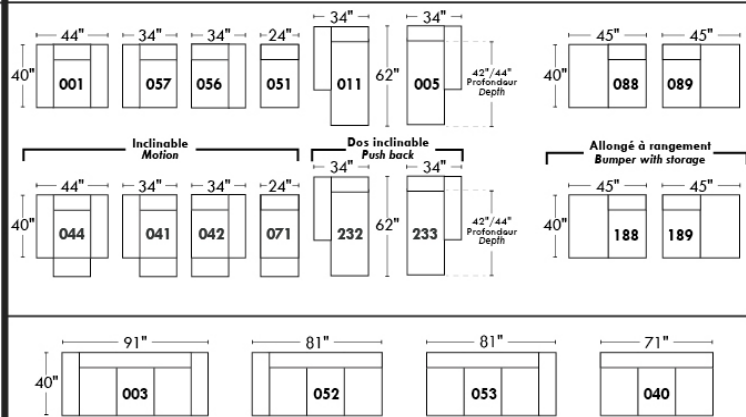 44" 34" 34" 24" 34" 34" 45" 45"
40" 001 057 056 051 011 62" 005 42"/44" 40" 088 089
Profondeur
Depth
Inclinable Dos inclinable Allongé à rangement
Motion Push back Bumper with storage
44" 34" 34" 24" 34" 34" 45" 45"
40" 044 041 042 071 232 62" 233 42"/44" 40" 188 189
Profondeur
Depth
91" 81" 81" 71"
40" 003 052 053 040